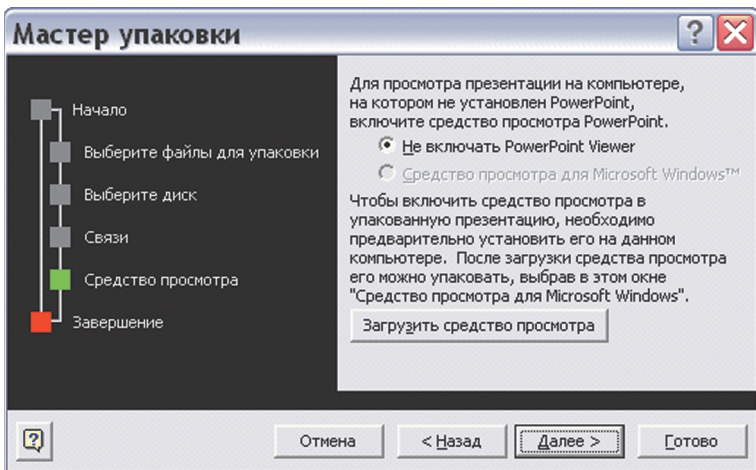 Мастер упаковки
Начало
Выберите файлы для упаковки
Выберите диск
Связи
Средство просмотра
Завершение
Для просмотра презентации на компьютере,
на котором не установлен PowerPoint,
включите средство просмотра PowerPoint.
Не включать PowerPoint Viewer
Средство просмотра для Microsoft Windows™
Чтобы включить средство просмотра в
упакованную презентацию, необходимо
предварительно установить его на данном
компьютере. После загрузки средства просмотра
его можно упаковать, выбрав в этом окне
"Средство просмотра для Microsoft Windows".
Загрузить средство просмотра
Отмена
< Назад
Далее >
Готово